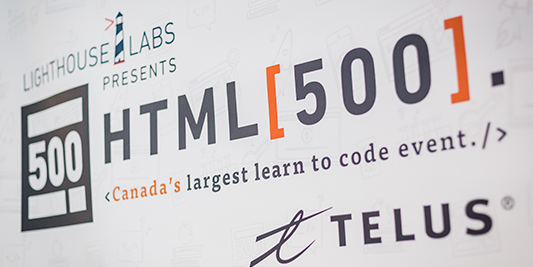 LIGHTHOUSE LABS
PRESENTS
500
HTML[500].
<Canada's largest learn to code event./>
TELUS®